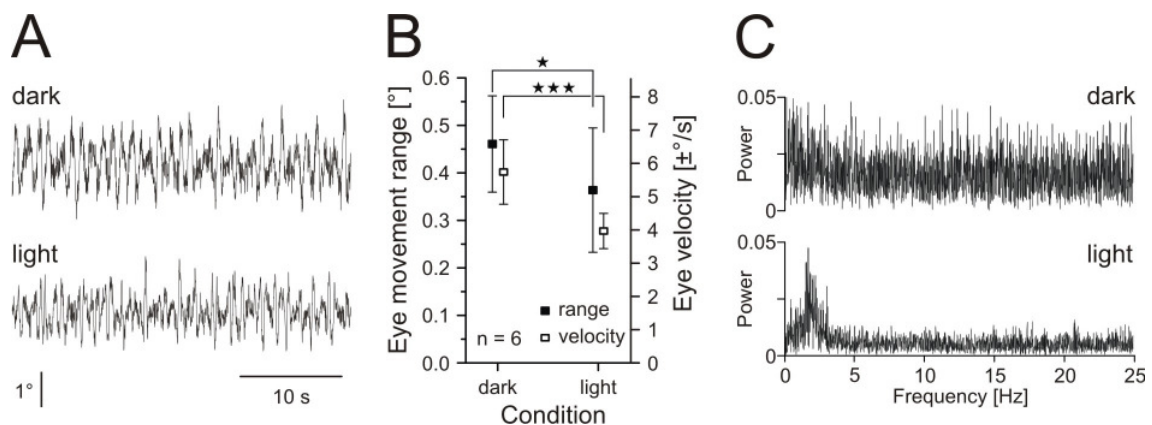 A
dark
light
1°
10 s
B
★
★★★
Eye movement range [°]
0.6
0.5
0.4
0.3
0.2
0.1
0.0
Eye velocity [±°/s]
8
7
6
5
4
3
2
1
0
range
velocity
n = 6
dark light
Condition
C
dark
Power
0.05
0
light
Power
0.05
0
0 5 10 15 20 25
Frequency [Hz]